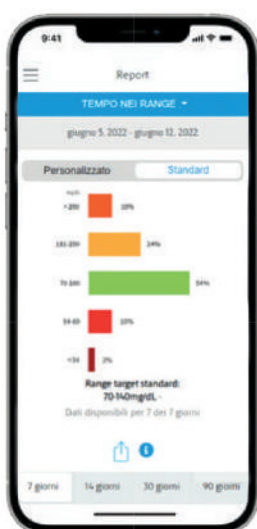 9:41
Report
TEMPO NEI RANGE
giugno 5, 2022 - giugno 12, 2022
Personalizzato Standard
mg/dL
>250 10%
181-250 24%
70-180 54%
54-69 10%
<54 2%
Range target standard:
70-140mg/dL
Dati disponibili per 7 dei 7 giorni
7 giorni 14 giorni 30 giorni 90 giorni